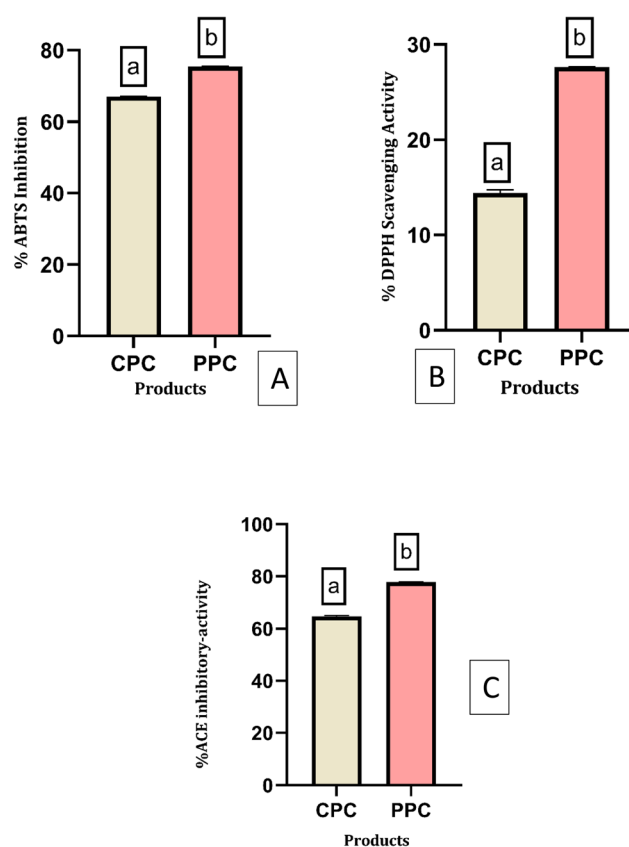 a
b
80
60
40
20
0
% ABTS Inhibition
CPC PPC
Products
A
a
b
30
20
10
0
% DPPH Scavenging Activity
CPC PPC
Products
B
a
b
100
80
60
40
20
0
%ACE inhibitory-activity
CPC PPC
Products
C